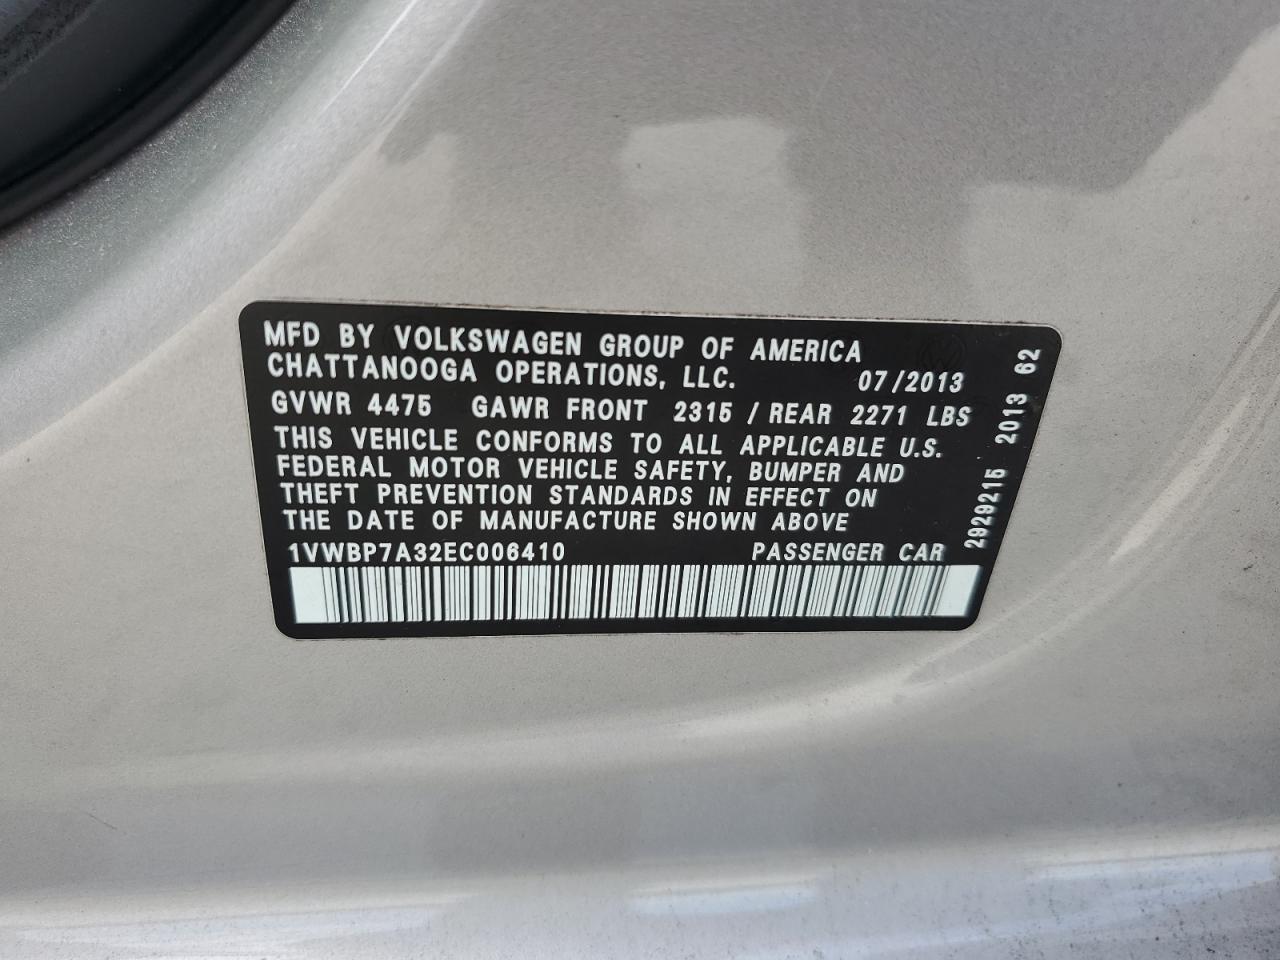 MFD BY VOLKSWAGEN GROUP OF AMERICA
CHATTANOOGA OPERATIONS, LLC. 07/2013
GVWR 4475 GAWR FRONT 2315 / REAR 2271 LBS
THIS VEHICLE CONFORMS TO ALL APPLICABLE U.S.
FEDERAL MOTOR VEHICLE SAFETY, BUMPER AND
THEFT PREVENTION STANDARDS IN EFFECT ON
THE DATE OF MANUFACTURE SHOWN ABOVE
1VWBP7A32EC006410 PASSENGER CAR
2929215 2013 62